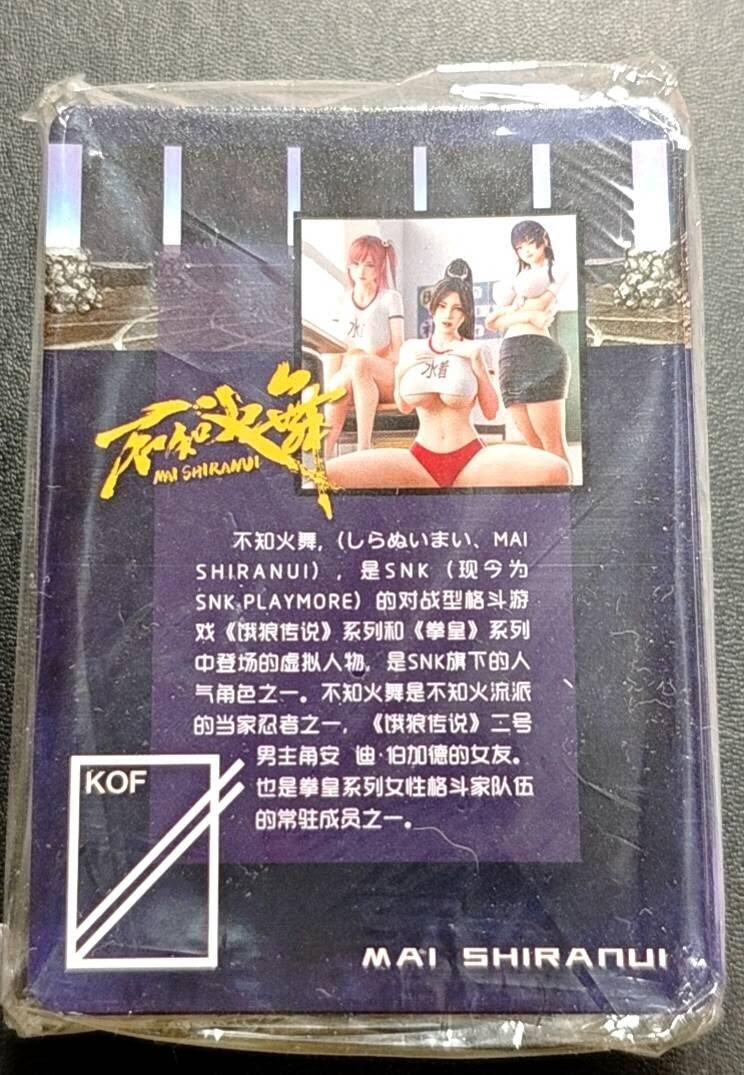 水着
不知火舞
MAI SHIRANUI
不知火舞，（しらぬいまい、MAI
SHIRANUI），是SNK（现今为
SNK PLAYMORE）的对战型格斗游
戏《饿狼传说》系列和《拳皇》系列
中登场的虚拟人物，是SNK旗下的人
气角色之一。不知火舞是不知火流派
的当家忍者之一，《饿狼传说》二号
男主角安 迪·伯加德的女友。
也是拳皇系列女性格斗家队伍
的常驻成员之一。
KOF
MAI SHIRANUI